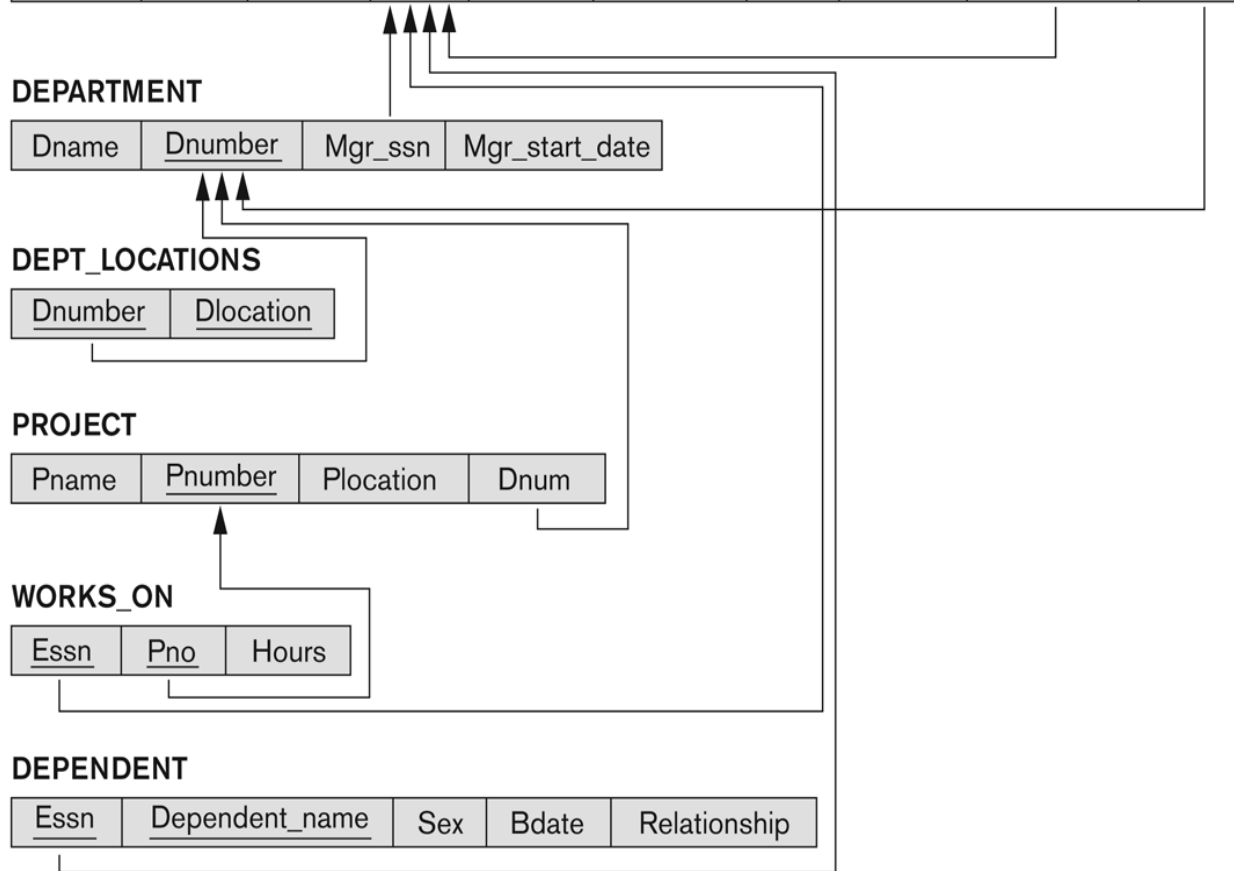 DEPARTMENT
Dname Dnumber Mgr_ssn Mgr_start_date
DEPT_LOCATIONS
Dnumber Dlocation
PROJECT
Pname Pnumber Plocation Dnum
WORKS_ON
Essn Pno Hours
DEPENDENT
Essn Dependent_name Sex Bdate Relationship